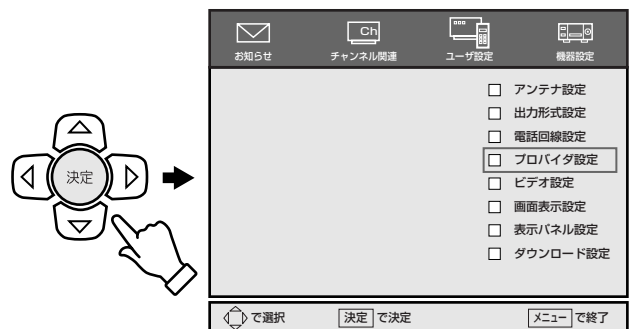 Ch
お知らせ
チャンネル関連
ユーザ設定
機器設定
アンテナ設定
出力形式設定
電話回線設定
プロバイダ設定
ビデオ設定
画面表示設定
表示パネル設定
ダウンロード設定
決定
で選択
決定 で決定
メニュー で終了